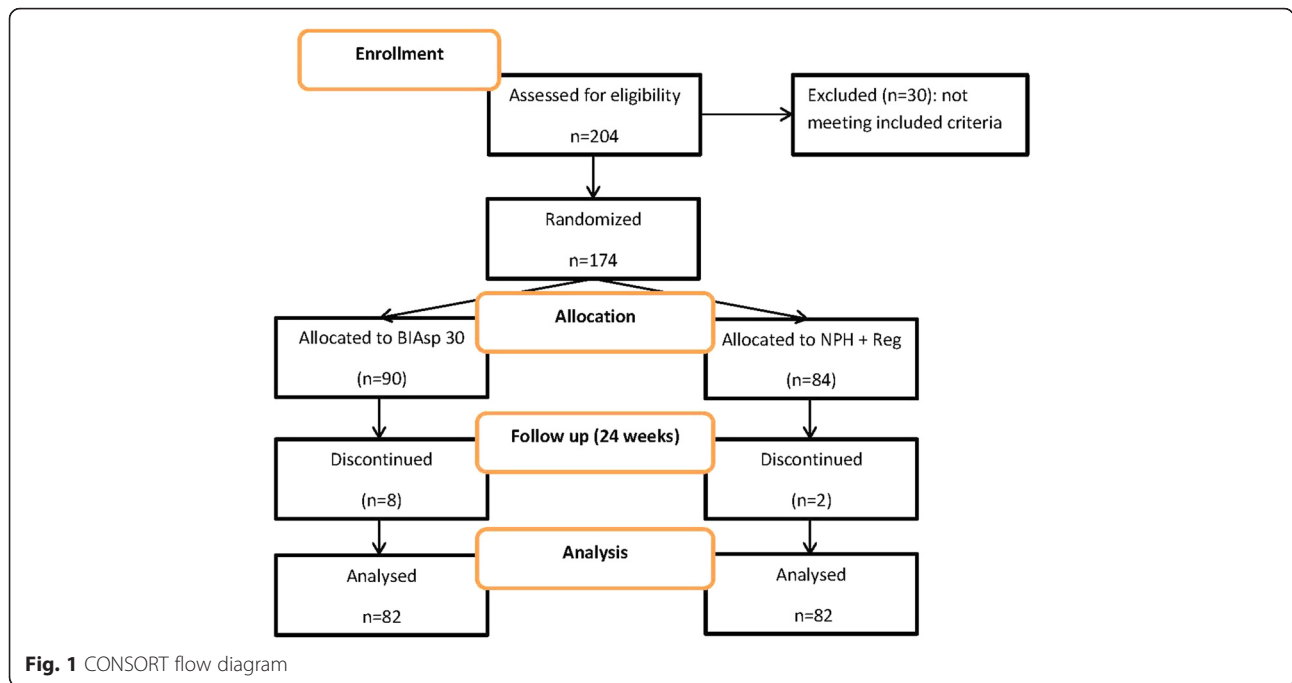 Enrollment
Assessed for eligibility
n=204
Excluded (n=30): not
meeting included criteria
Randomized
n=174
Allocation
Allocated to BIAsp 30
(n=90)
Allocated to NPH + Reg
(n=84)
Follow up (24 weeks)
Discontinued
(n=8)
Discontinued
(n=2)
Analysis
Analysed
n=82
Analysed
n=82
Fig. 1 CONSORT flow diagram